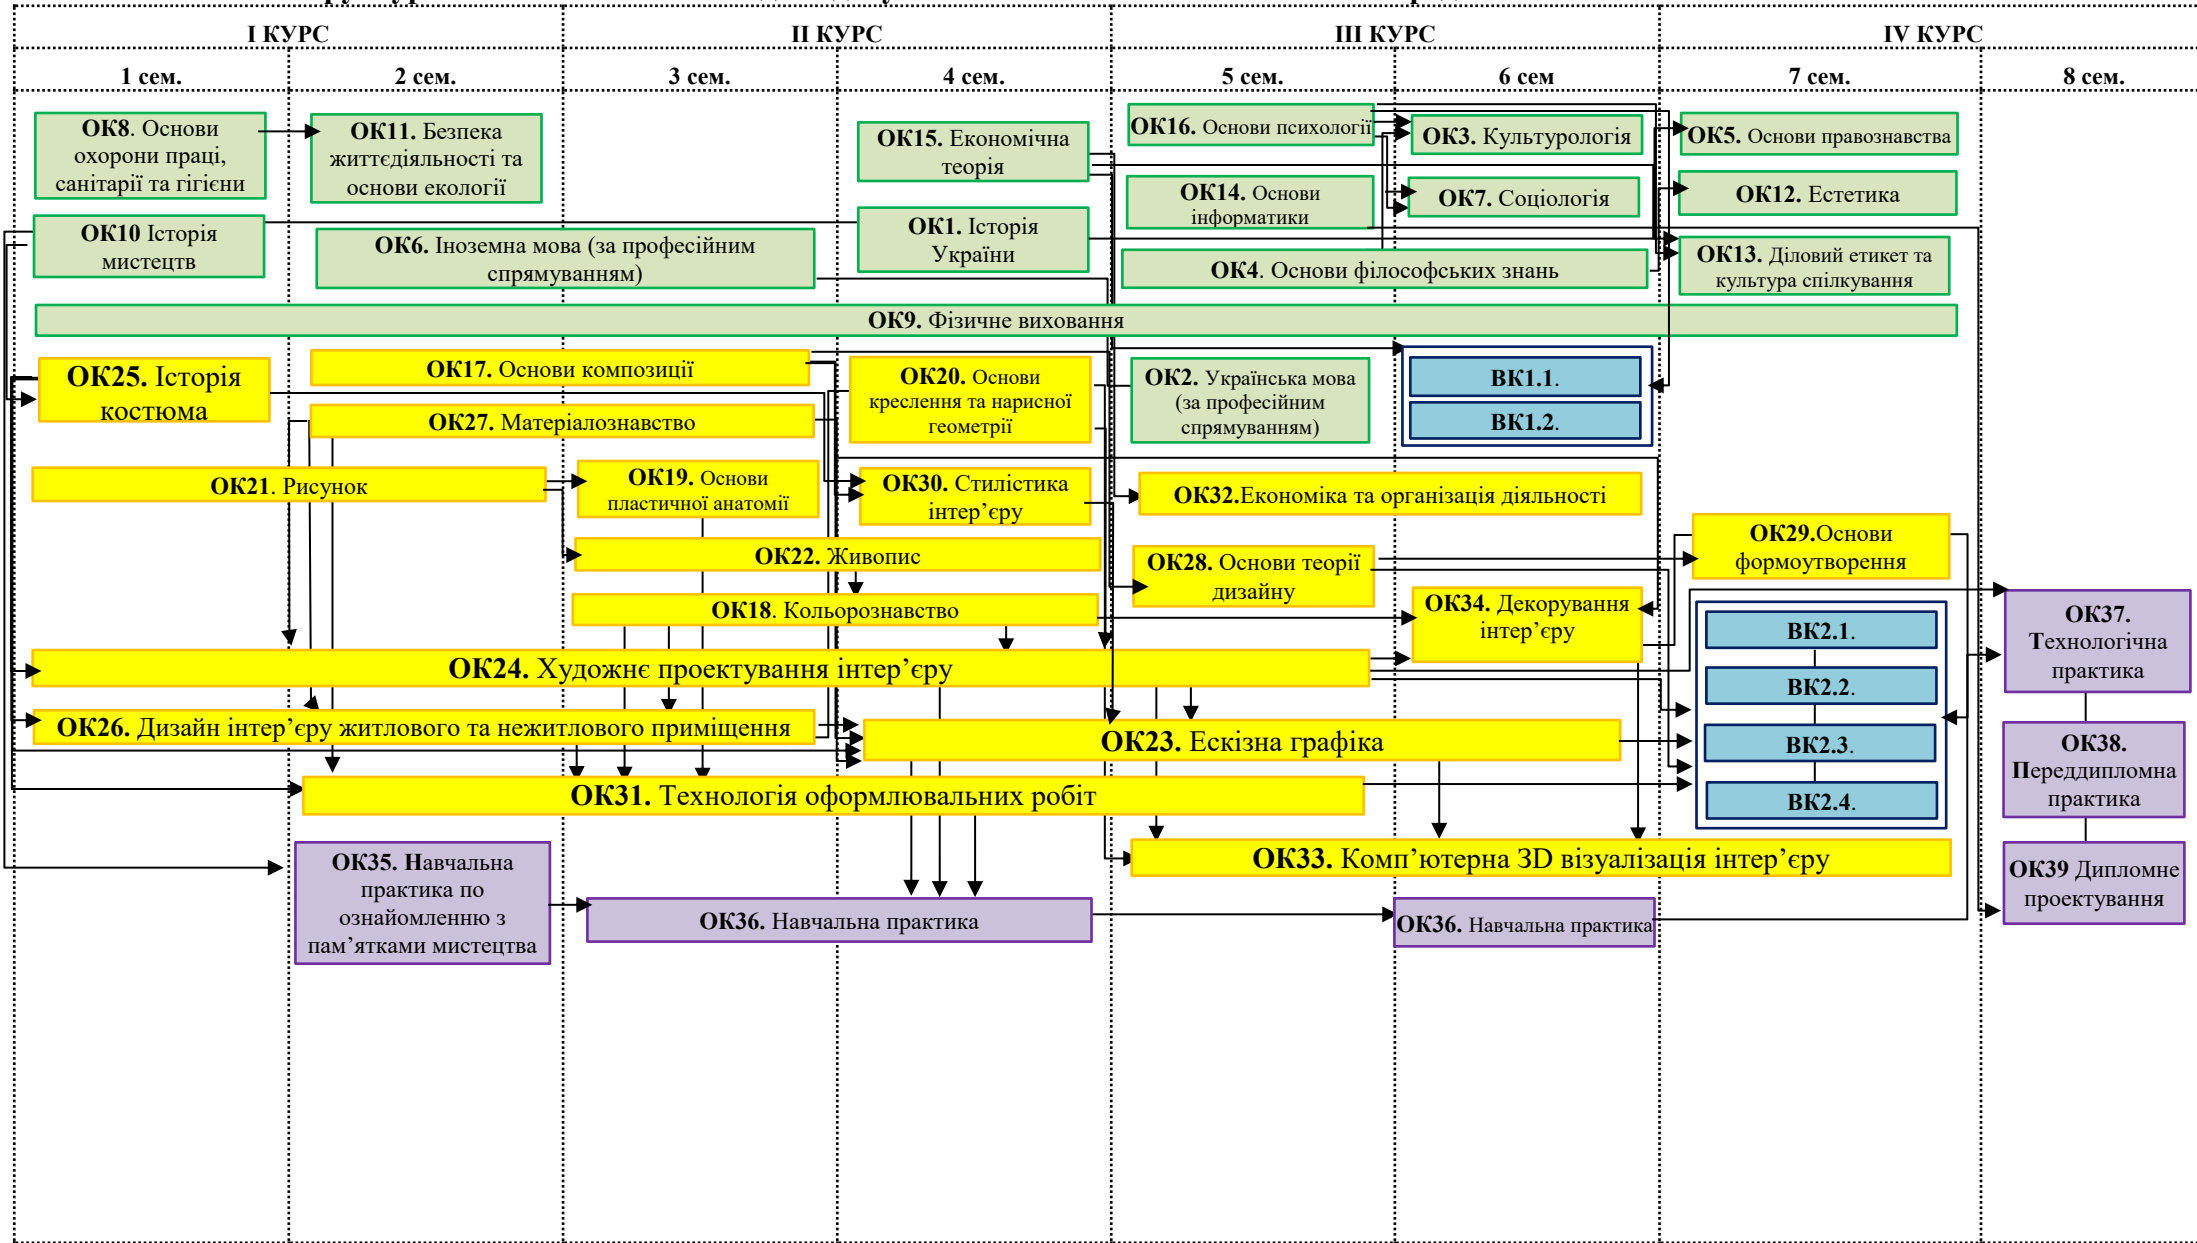 І КУРС
ІІ КУРС
ІІІ КУРС
IV КУРС
1 сем.
2 сем.
3 сем.
4 сем.
5 сем.
6 сем
7 сем.
8 сем.
ОК8. Основи
охорони праці,
санітарії та гігієни
ОК11. Безпека
життєдіяльності та
основи екології
ОК15. Економічна
теорія
ОК16. Основи психології
ОК3. Культурологія
ОК5. Основи правознавства
ОК14. Основи
інформатики
ОК7. Соціологія
ОК12. Естетика
ОК10 Історія
мистецтв
ОК6. Іноземна мова (за професійним
спрямуванням)
ОК1. Історія
України
ОК4. Основи філософських знань
ОК13. Діловий етикет та
культура спілкування
ОК9. Фізичне виховання
ОК25. Історія
костюма
ОК17. Основи композиції
ОК27. Матеріалознавство
ОК20. Основи
креслення та нарисної
геометрії
ОК2. Українська мова
(за професійним
спрямуванням)
ВК1.1.
ВК1.2.
ОК21. Рисунок
ОК19. Основи
пластичної анатомії
ОК30. Стилістика
інтер’єру
ОК32.Економіка та організація діяльності
ОК22. Живопис
ОК28. Основи теорії
дизайну
ОК29.Основи
формоутворення
ОК18. Кольорознавство
ОК34. Декорування
інтер’єру
ОК37.
Технологічна
практика
ВК2.1.
ВК2.2.
ВК2.3.
ВК2.4.
ОК24. Художнє проектування інтер’єру
ОК26. Дизайн інтер’єру житлового та нежитлового приміщення
ОК23. Ескізна графіка
ОК38.
Переддипломна
практика
ОК31. Технологія оформлювальних робіт
ОК33. Комп’ютерна 3D візуалізація інтер’єру
ОК35. Навчальна
практика по
ознайомленню з
пам’ятками мистецтва
ОК36. Навчальна практика
ОК36. Навчальна практика
ОК39 Дипломне
проектування